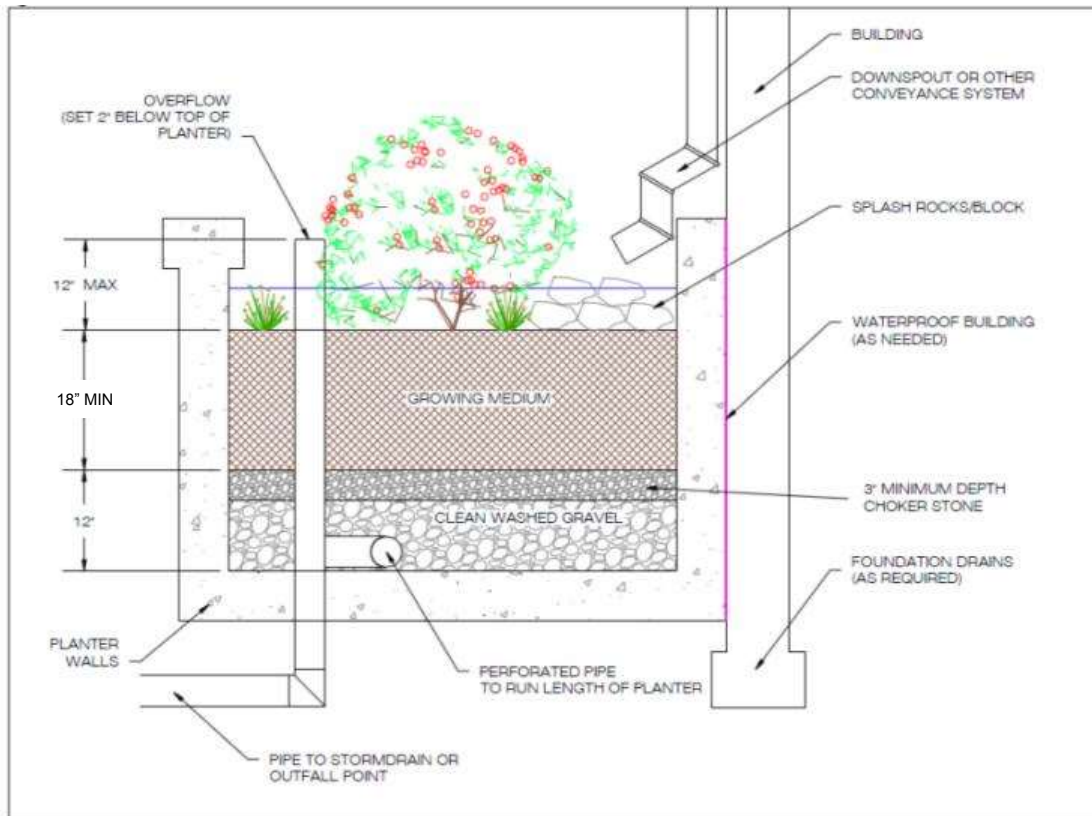 BUILDING
DOWNSPOUT OR OTHER
CONVEYANCE SYSTEM
OVERFLOW
(SET 2" BELOW TOP OF
PLANTER)
SPLASH ROCKS/BLOCK
12" MAX
WATERPROOF BUILDING
(AS NEEDED)
18” MIN
GROWING MEDIUM
3" MINIMUM DEPTH
CHOKER STONE
12"
CLEAN WASHED GRAVEL
FOUNDATION DRAINS
(AS REQUIRED)
PLANTER
WALLS
PERFORATED PIPE
TO RUN LENGTH OF PLANTER
PIPE TO STORMDRAIN OR
OUTFALL POINT